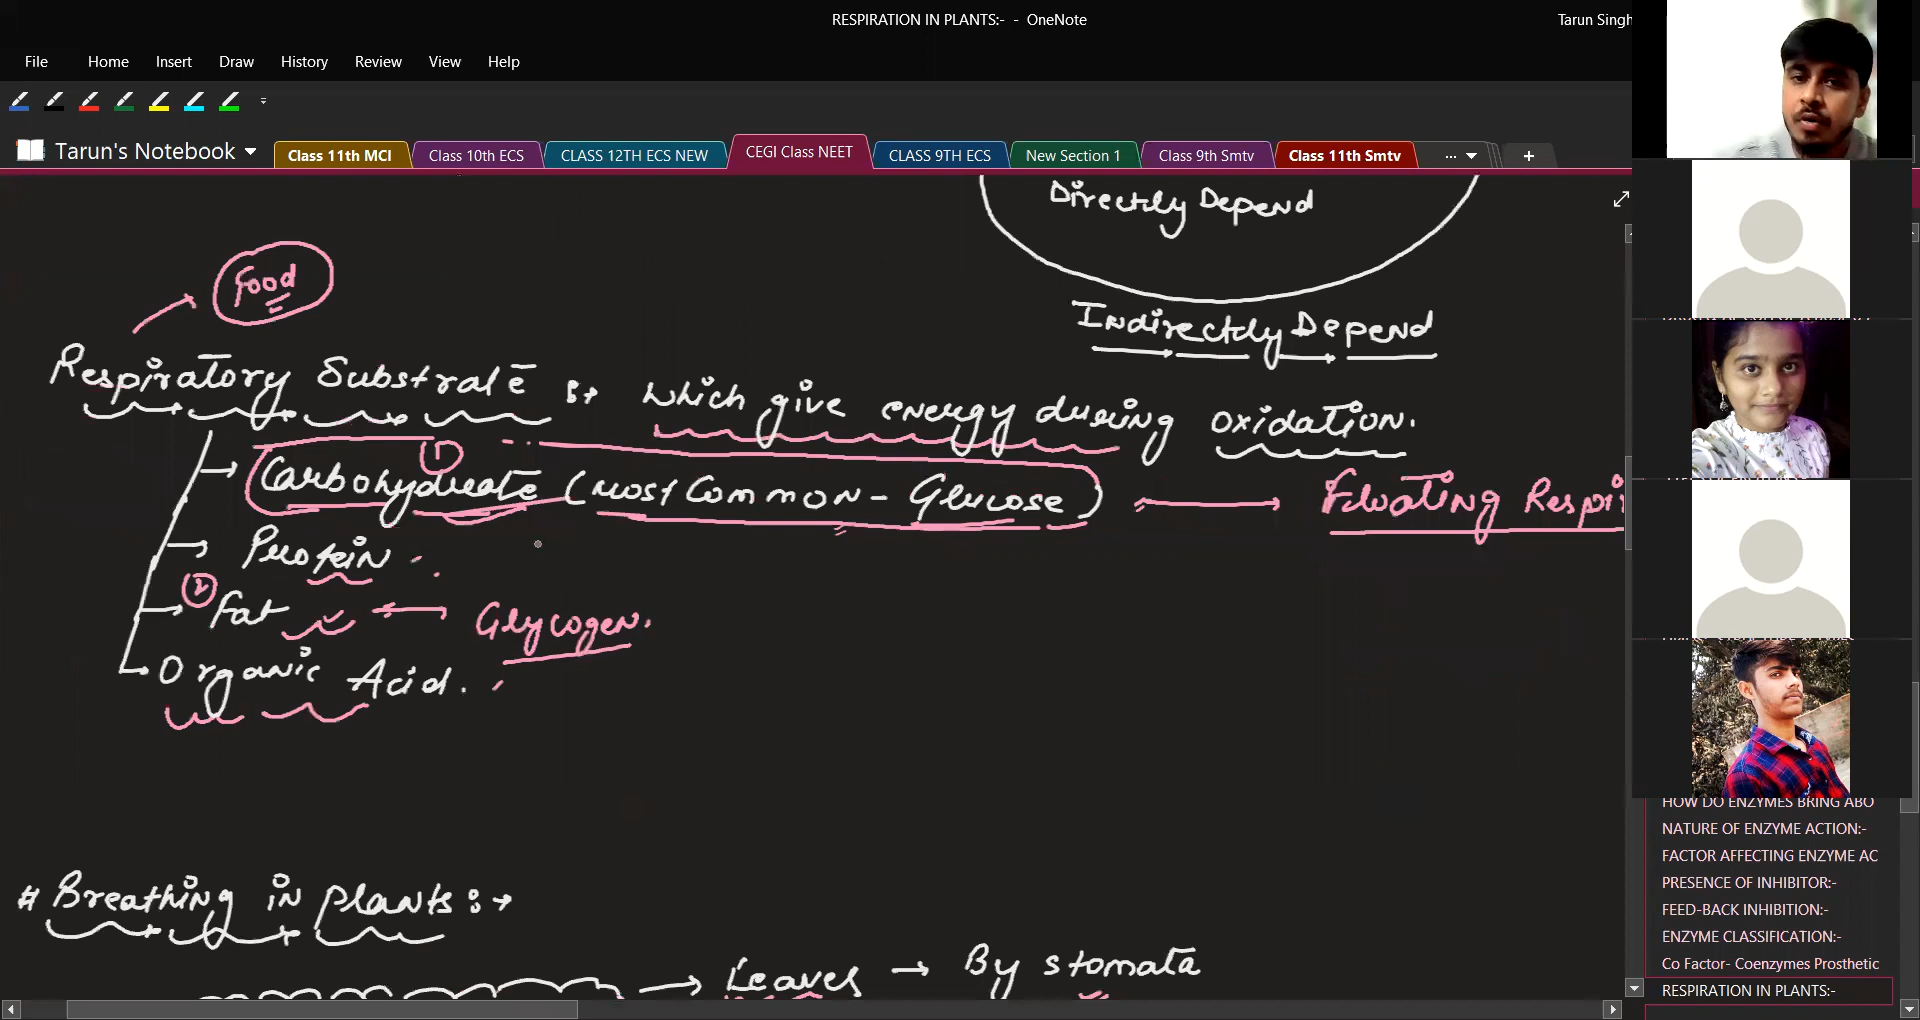 RESPIRATION IN PLANTS:- - OneNote
Tarun Singh
File Home Insert Draw History Review View Help
Tarun's Notebook
Class 11th MCI
Class 10th ECS
CLASS 12TH ECS NEW
CEGI Class NEET
CLASS 9TH ECS
New Section 1
Class 9th Smtv
Class 11th Smtv
...
+
Directly Depend
Indirectly Depend
Food
Respiratory Substrate :→ which give energy during oxidation.
1
Carbohydrate (most Common - Glucose) → Floating Respi
Protein
2
Fat ← → Glycogen.
Organic Acid.
# Breathing in plants :→
→ Leaves → By stomata
HOW DO ENZYMES BRING ABO
NATURE OF ENZYME ACTION:-
FACTOR AFFECTING ENZYME AC
PRESENCE OF INHIBITOR:-
FEED-BACK INHIBITION:-
ENZYME CLASSIFICATION:-
Co Factor- Coenzymes Prosthetic
RESPIRATION IN PLANTS:-